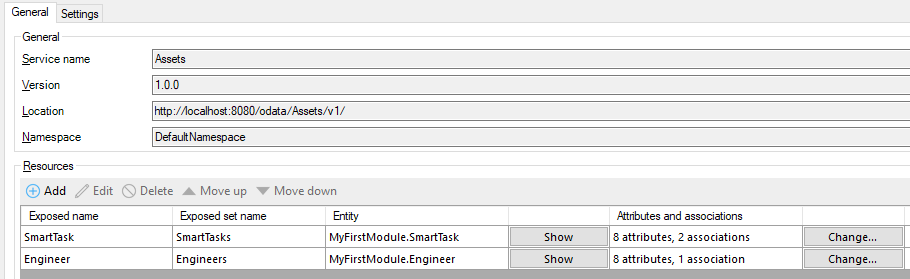 General Settings
General
Service name Assets
Version 1.0.0
Location http://localhost:8080/odata/Assets/v1/
Namespace DefaultNamespace
Resources
Add Edit Delete Move up Move down
Exposed name Exposed set name Entity Attributes and associations
SmartTask SmartTasks MyFirstModule.SmartTask Show 8 attributes, 2 associations Change...
Engineer Engineers MyFirstModule.Engineer Show 8 attributes, 1 association Change...